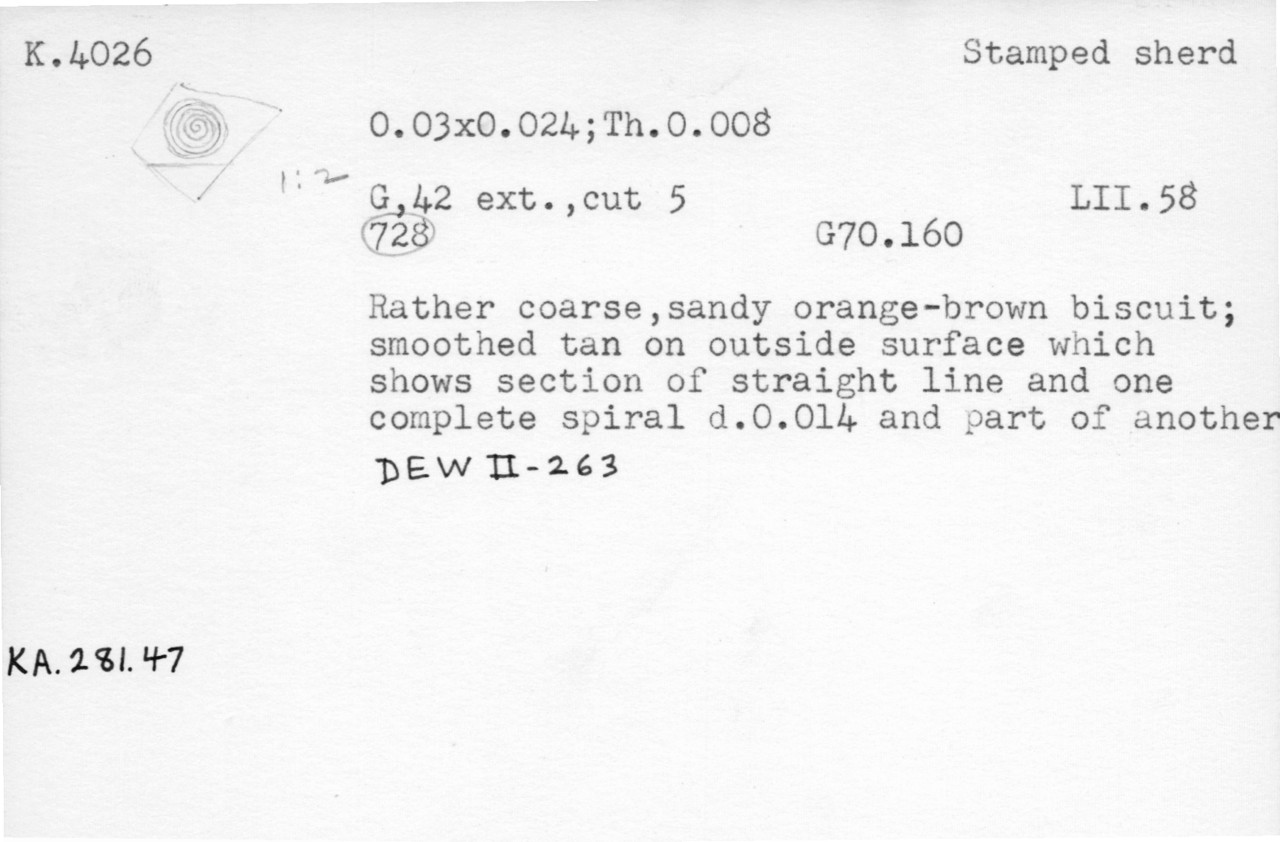 K.4026 Stamped sherd
0.03x0.024;Th.0.008
1:2
G,42 ext.,cut 5 LII.58
728 G70.160
Rather coarse,sandy orange-brown biscuit;
smoothed tan on outside surface which
shows section of straight line and one
complete spiral d.0.014 and part of another
DEW II-263
KA.281.47